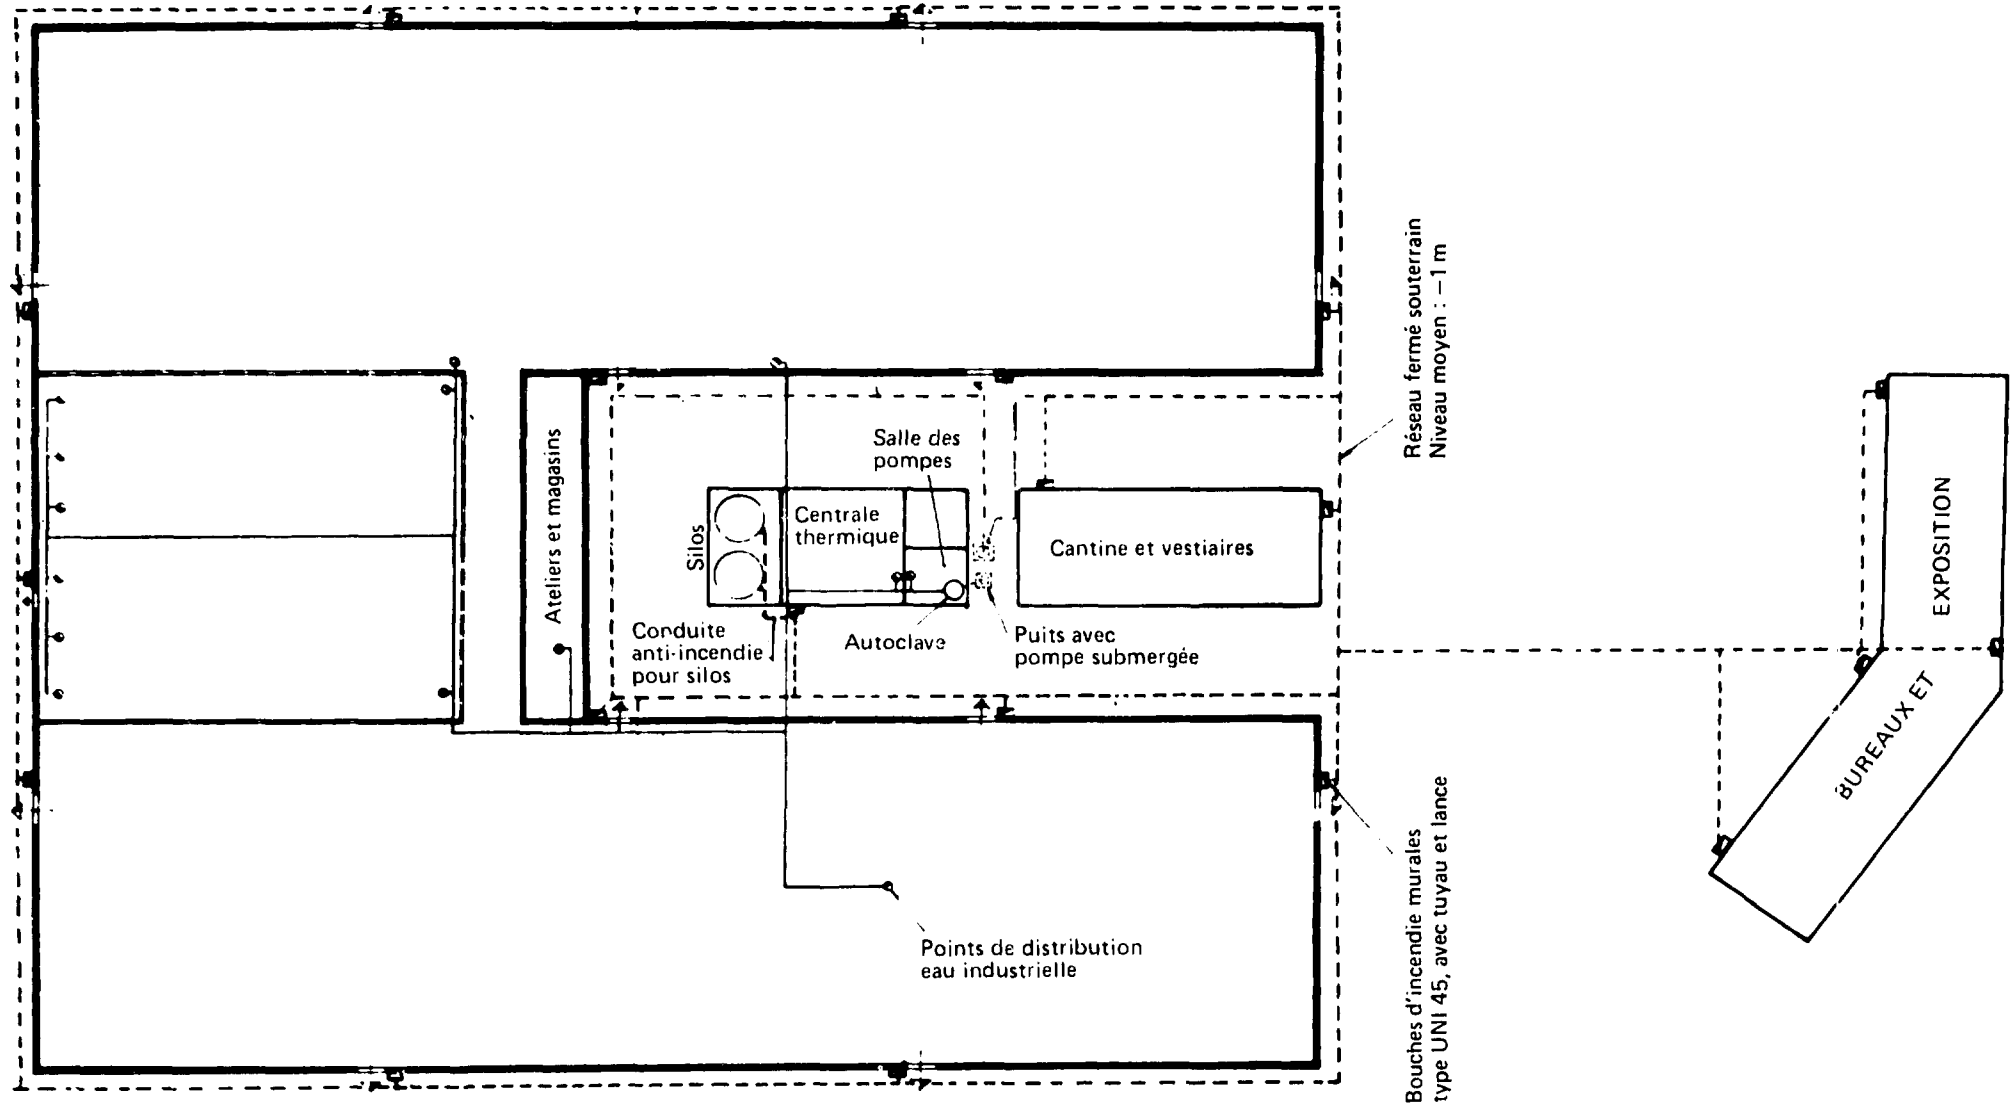 Ateliers et magasins
Silos
Centrale
thermique
Salle des
pompes
Cantine et vestiaires
Conduite
anti-incendie
pour silos
Autoclave
Puits avec
pompe submergée
Points de distribution
eau industrielle
Réseau fermé souterrain
Niveau moyen : –1 m
Bouches d'incendie murales
type UNI 45, avec tuyau et lance
BUREAUX ET
EXPOSITION